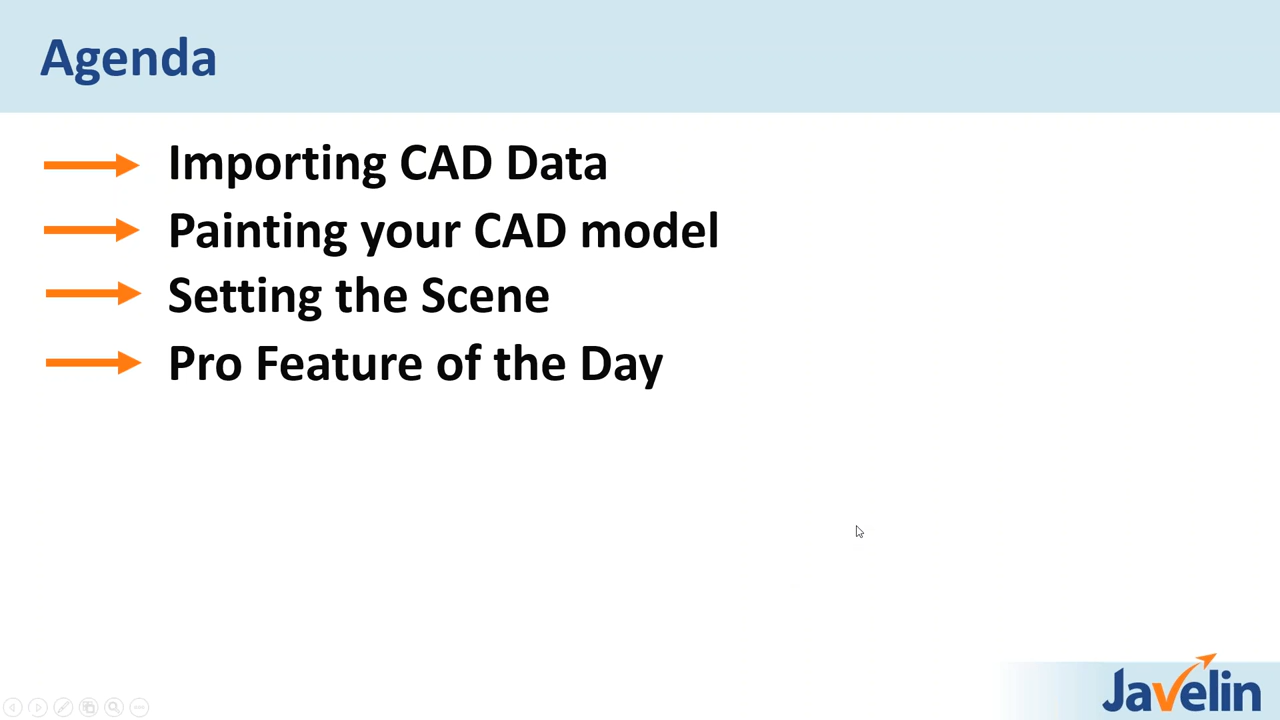 Agenda
Importing CAD Data
Painting your CAD model
Setting the Scene
Pro Feature of the Day
Javelin